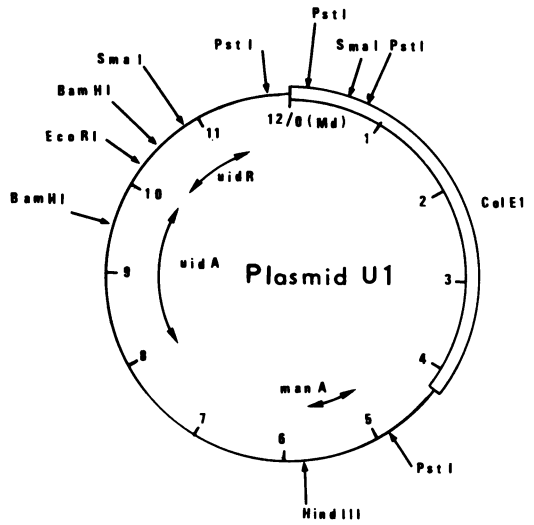 PstI
PstI
SmaI PstI
SmaI
BamHI
EcoRI
BamHI
12/0(Md)
1
2
3
4
5
6
7
8
9
10
11
ColE1
uidR
uidA
Plasmid U1
manA
PstI
HindIII